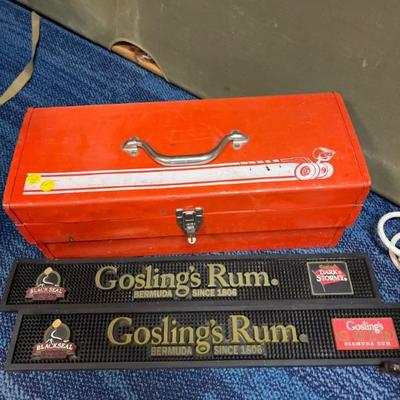 Gosling's Rum.
BERMUDA SINCE 1806
BLACK SEAL
DARK 'N
STORMY
Gosling's Rum.
BERMUDA SINCE 1806
BLACK SEAL
Gosling's
BERMUDA RUM